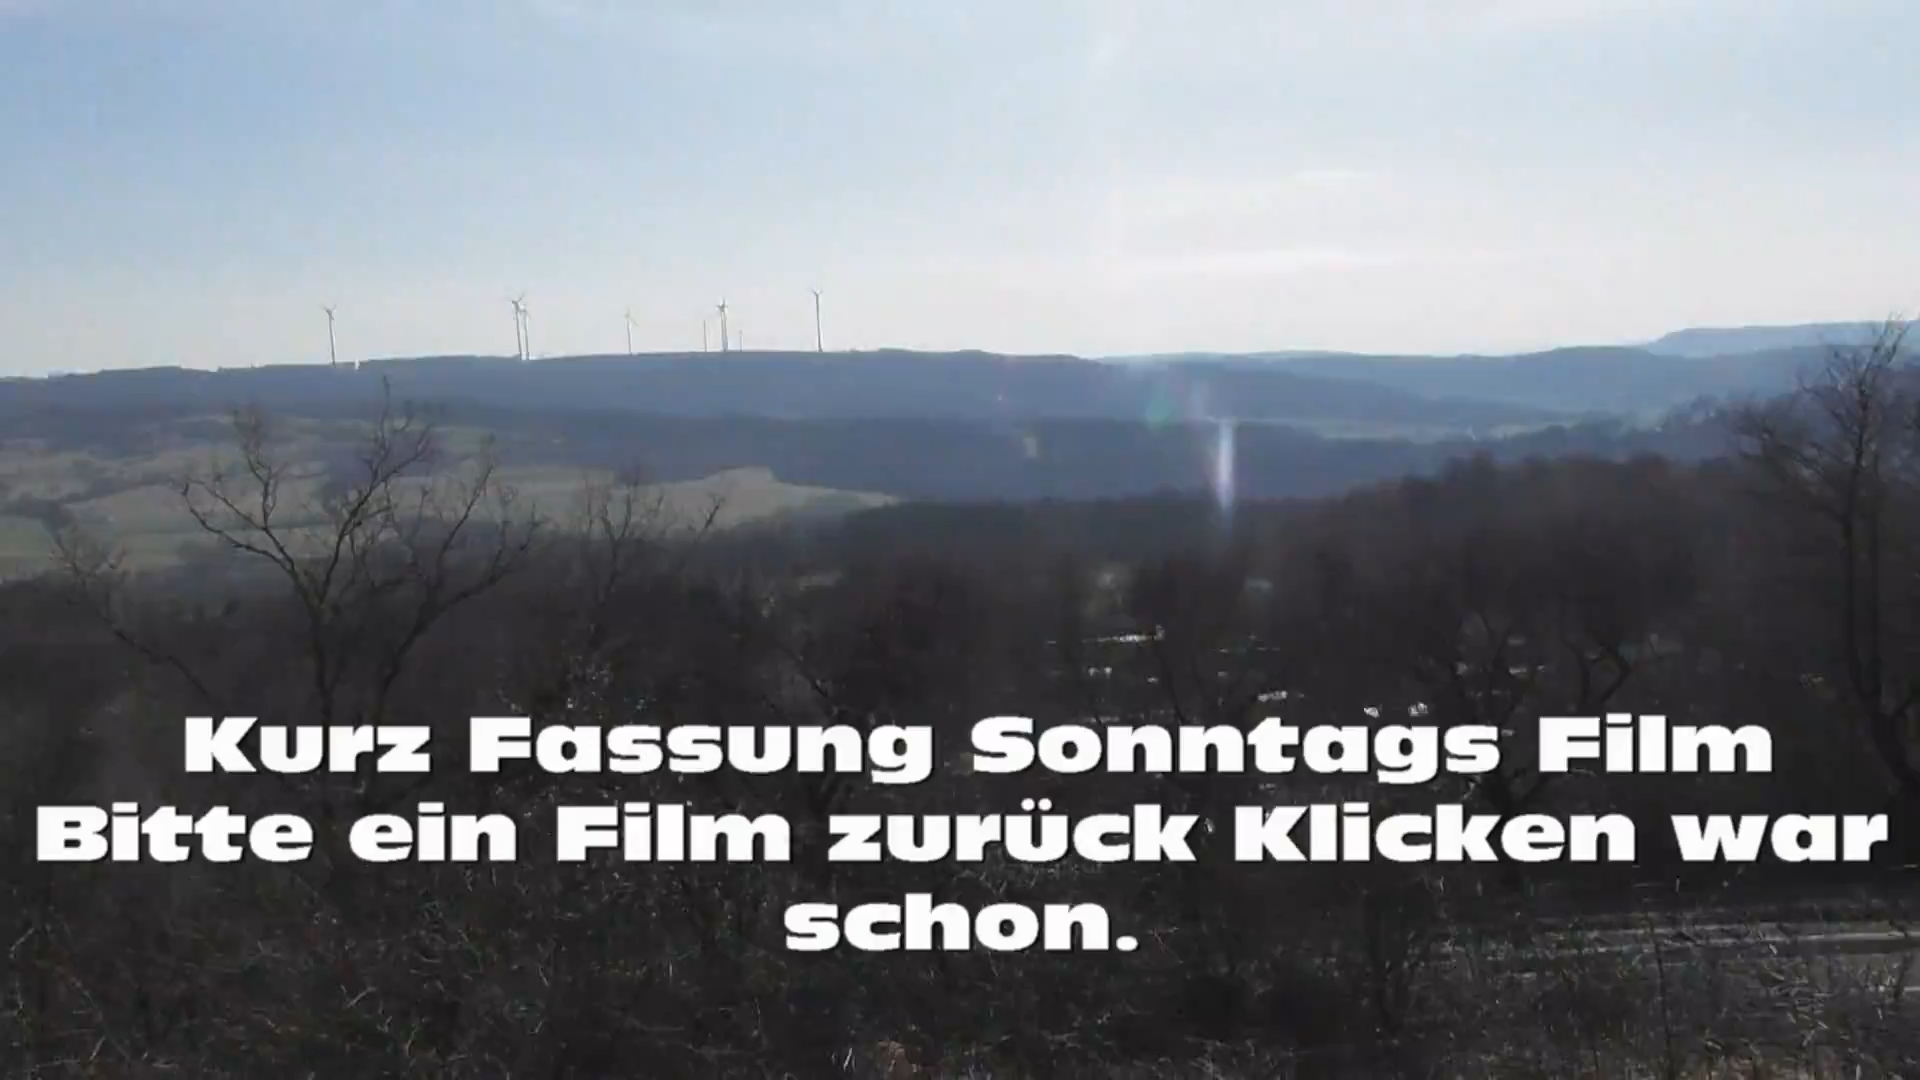 Kurz Fassung Sonntags Film
Bitte ein Film zurück Klicken war
schon.